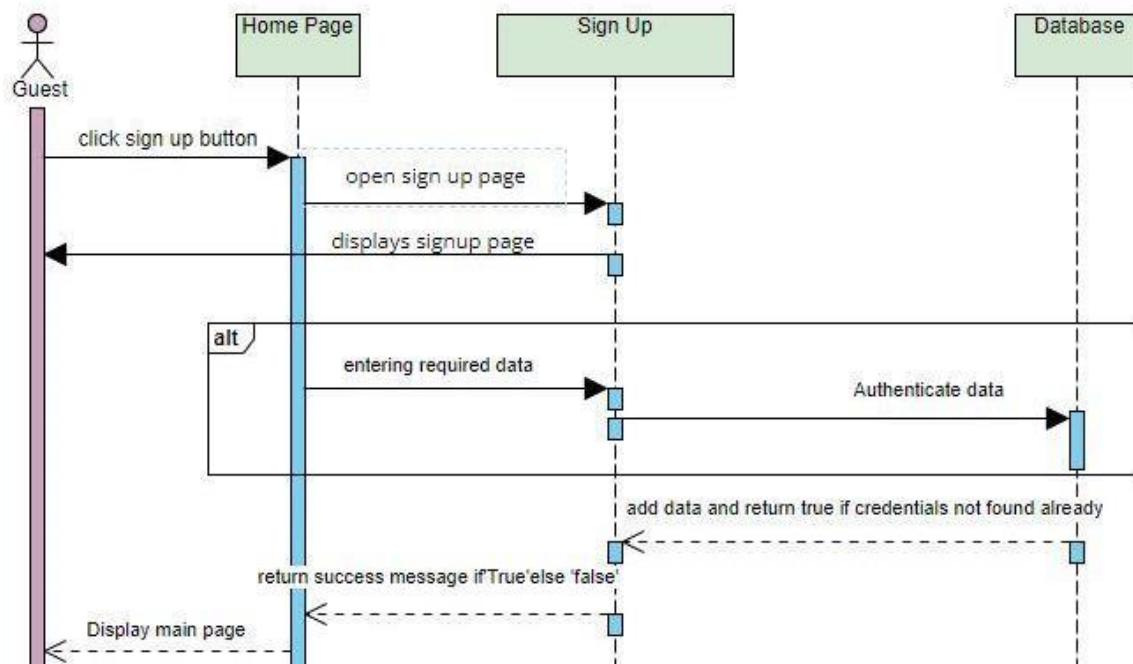 Home Page
Sign Up
Database
Guest
click sign up button
open sign up page
displays signup page
alt
entering required data
Authenticate data
add data and return true if credentials not found already
return success message if'True'else 'false'
Display main page